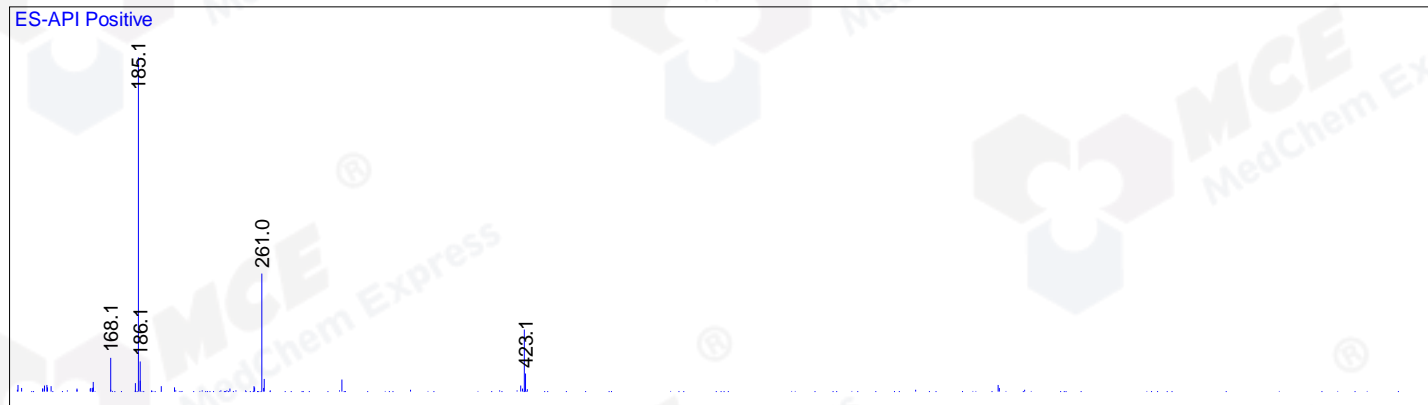 ES-API Positive
185.1
261.0
168.1
186.1
423.1
MCE
MedChem Express
®
MCE
MedChem Ex
®
®